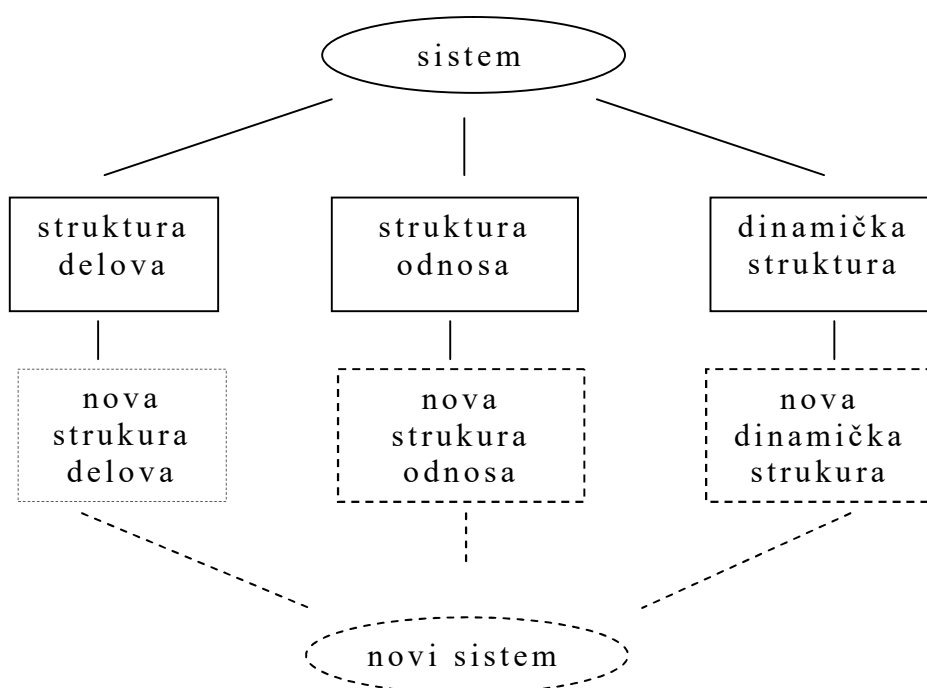 sistem
struktura
delova
struktura
odnosa
dinamička
struktura
nova
strukura
delova
nova
strukura
odnosa
nova
dinamička
strukura
novi sistem